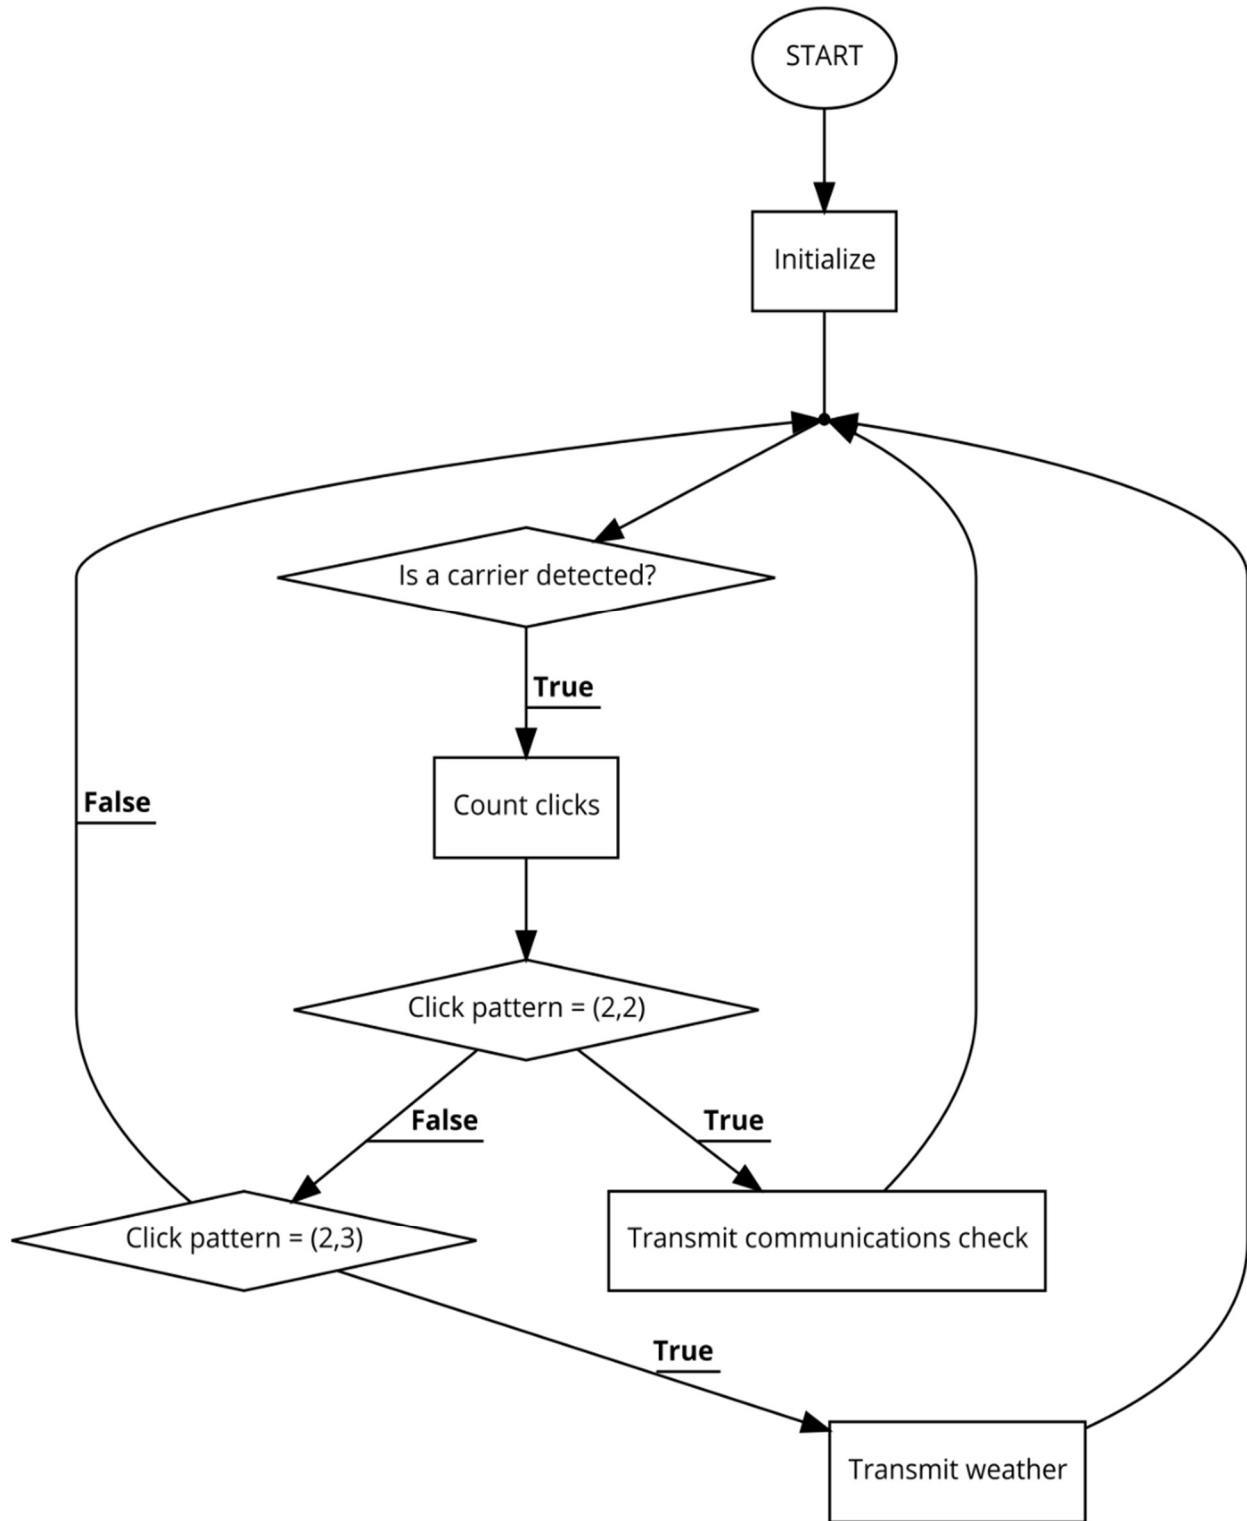 START
Initialize
Is a carrier detected?
True
False
Count clicks
Click pattern = (2,2)
False
True
Click pattern = (2,3)
Transmit communications check
True
Transmit weather